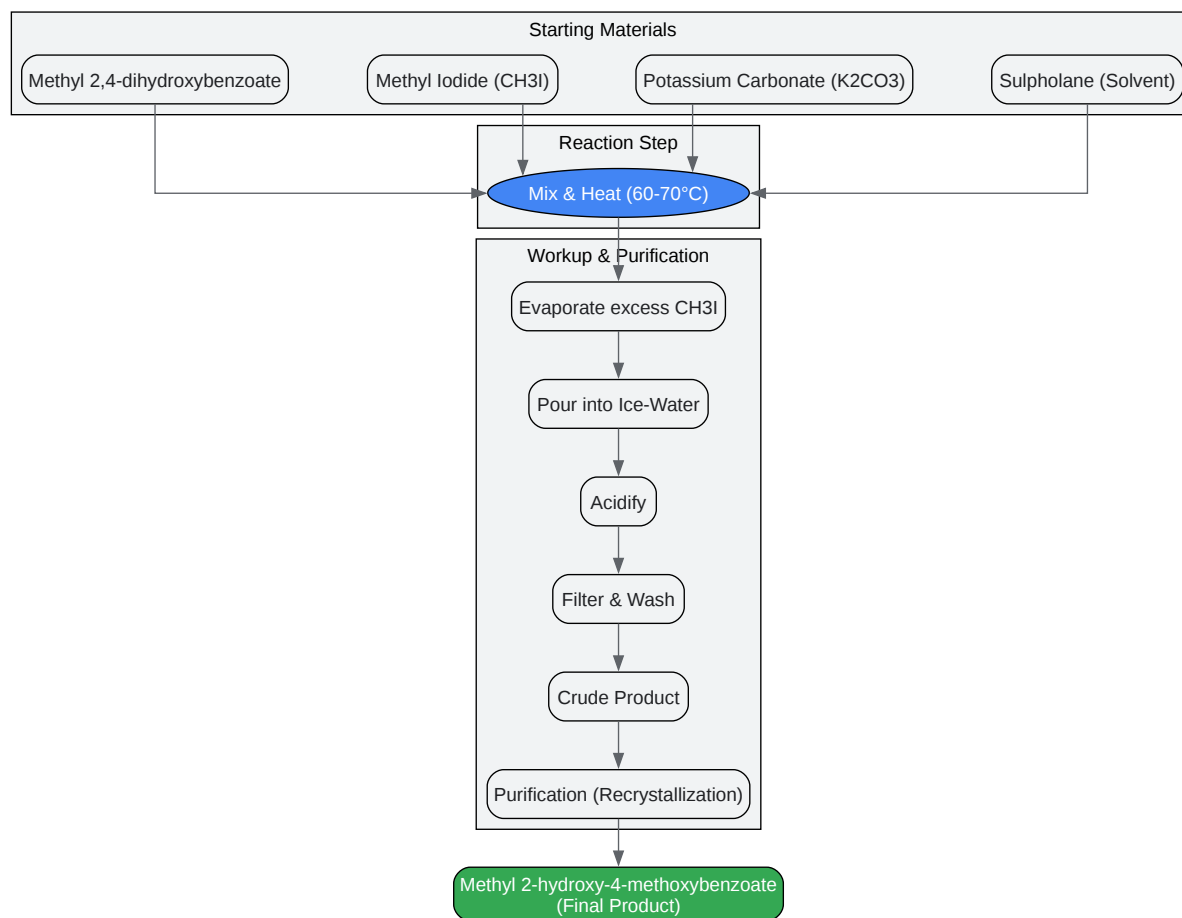 Starting Materials
Methyl 2,4-dihydroxybenzoate
Methyl Iodide (CH3I)
Potassium Carbonate (K2CO3)
Sulpholane (Solvent)
Reaction Step
Mix & Heat (60-70°C)
Workup & Purification
Evaporate excess CH3I
Pour into Ice-Water
Acidify
Filter & Wash
Crude Product
Purification (Recrystallization)
Methyl 2-hydroxy-4-methoxybenzoate
(Final Product)